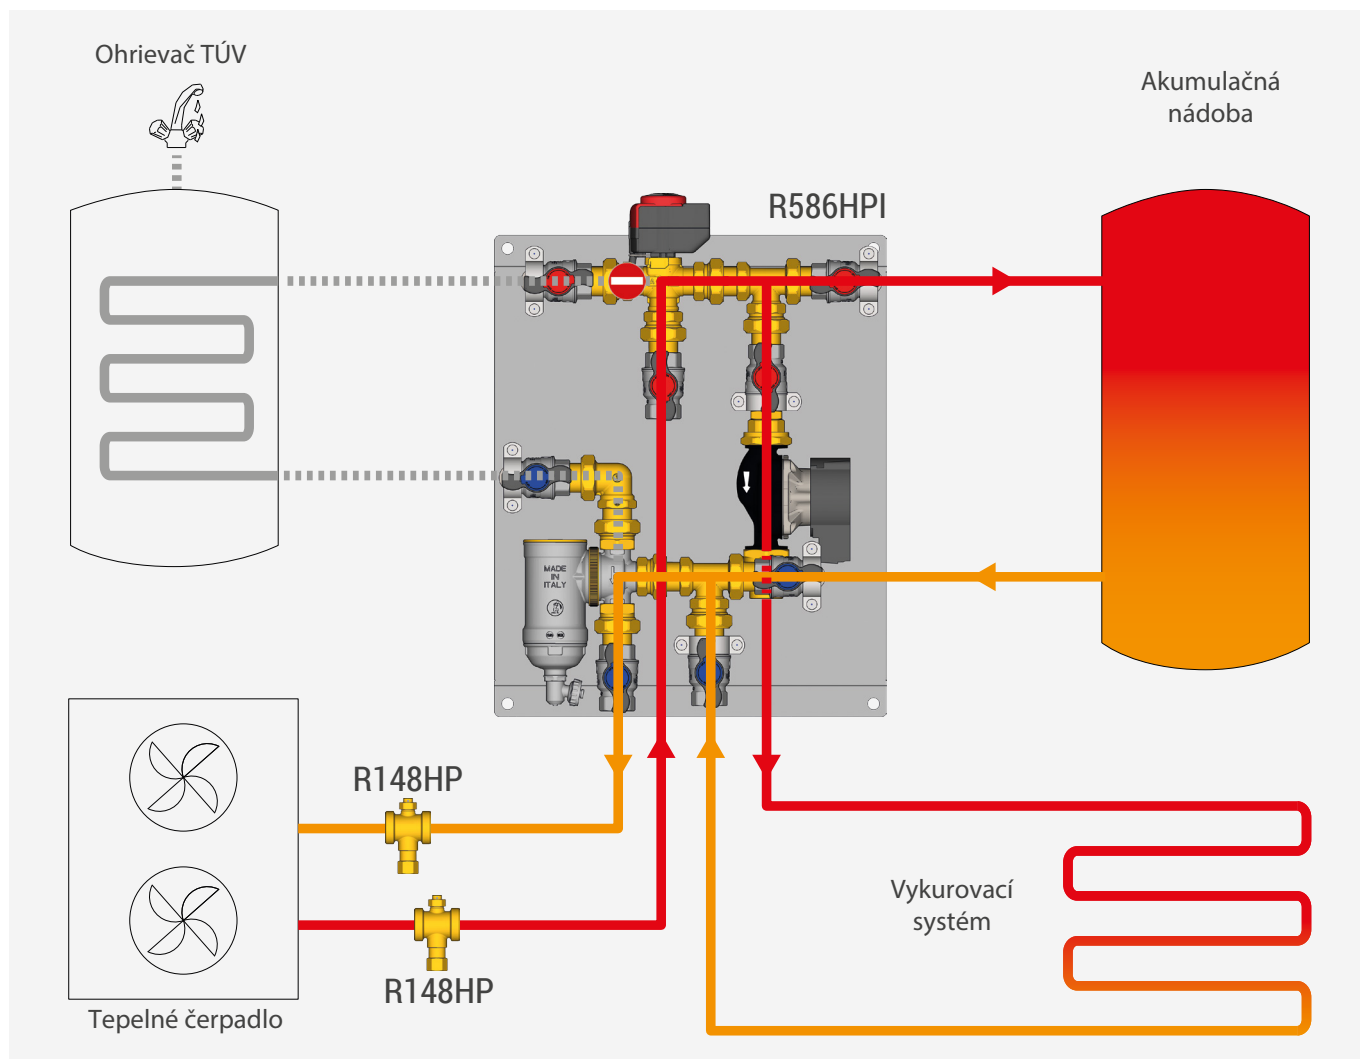 Ohrievač TÚV
Akumulačná
nádoba
R586HPI
MADE
IN
ITALY
R148HP
Vykurovací
systém
R148HP
Tepelné čerpadlo